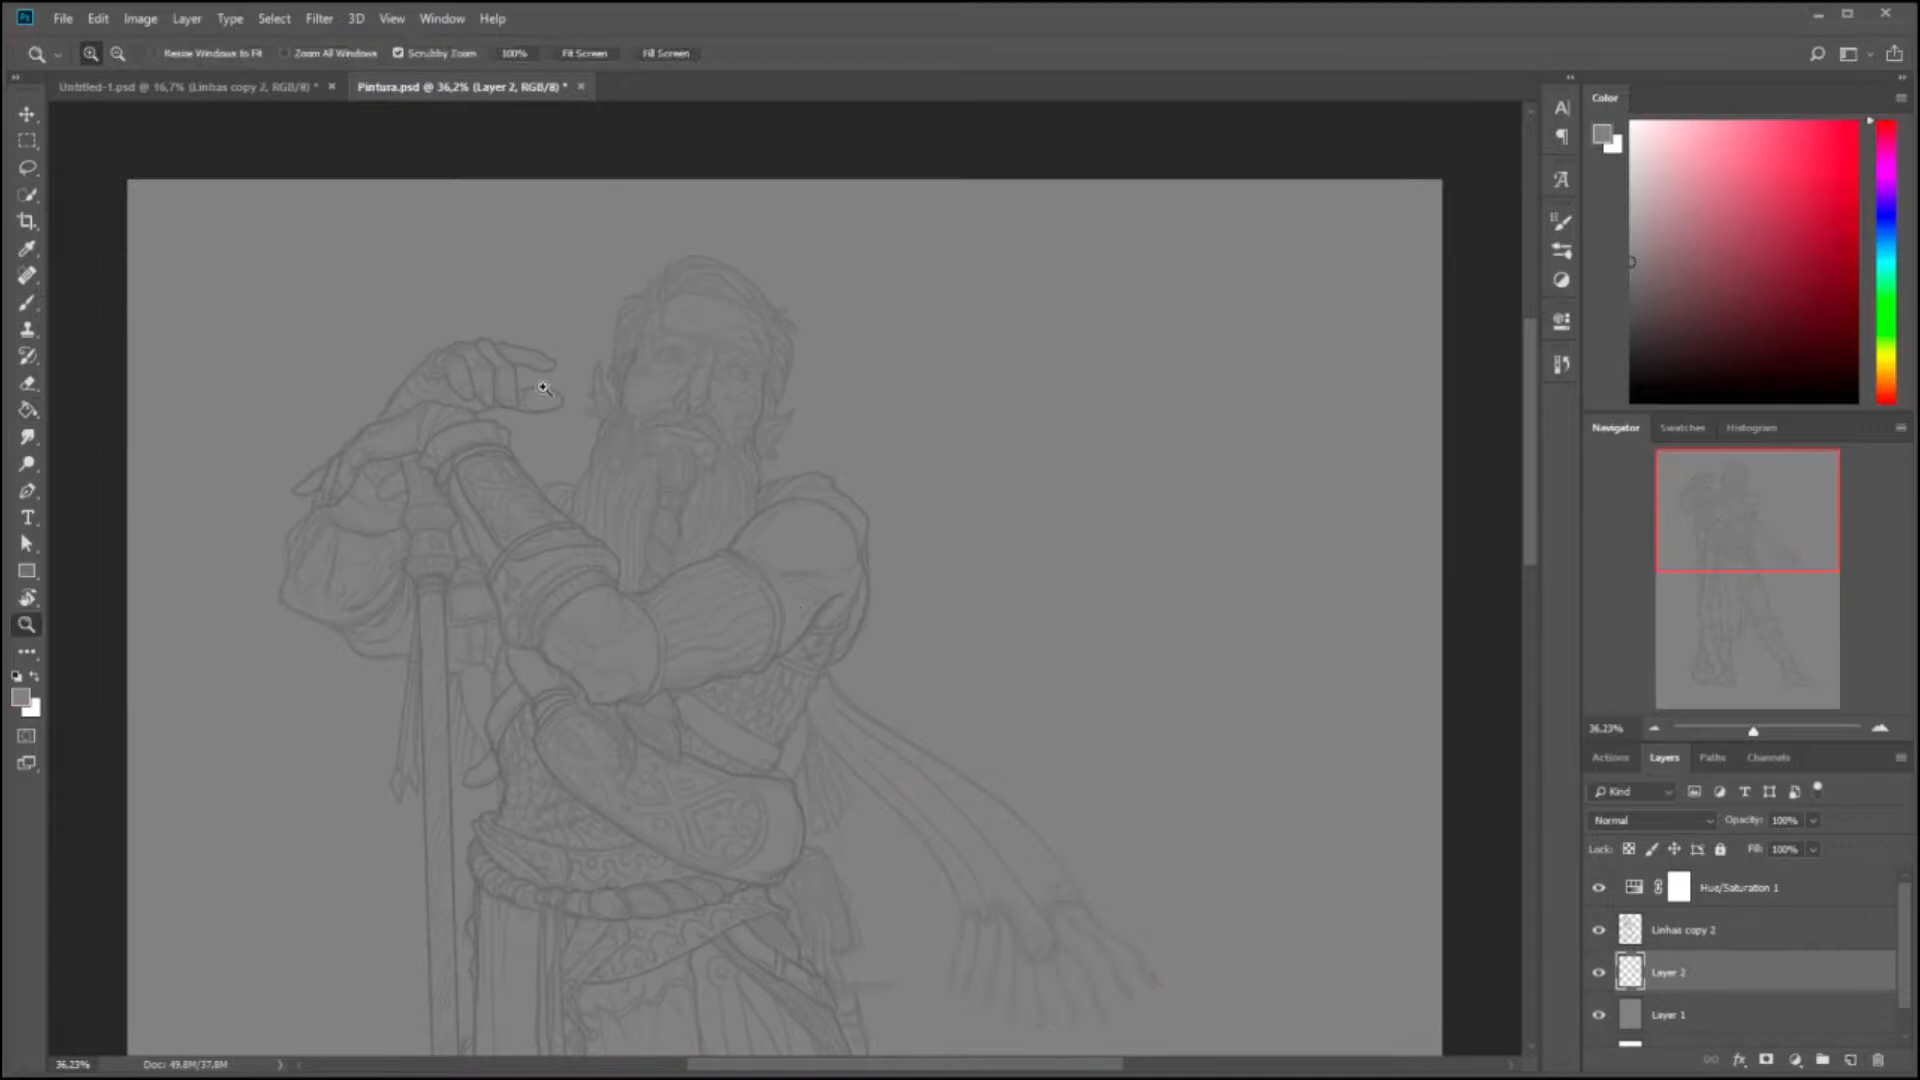 Ps File Edit Image Layer Type Select Filter 3D View Window Help
Resize Windows to Fit Zoom All Windows Scrubby Zoom 100% Fit Screen Fill Screen
Untitled-1.psd @ 16,7% (Linhas copy 2, RGB/8) * Pintura.psd @ 36,2% (Layer 2, RGB/8) *
Color
Navigator Swatches Histogram
36,23%
Actions Layers Paths Channels
Kind
Normal Opacity: 100%
Lock: Fill: 100%
Hue/Saturation 1
Linhas copy 2
Layer 2
Layer 1
fx
36,23% Doc: 49,8M/37,8M